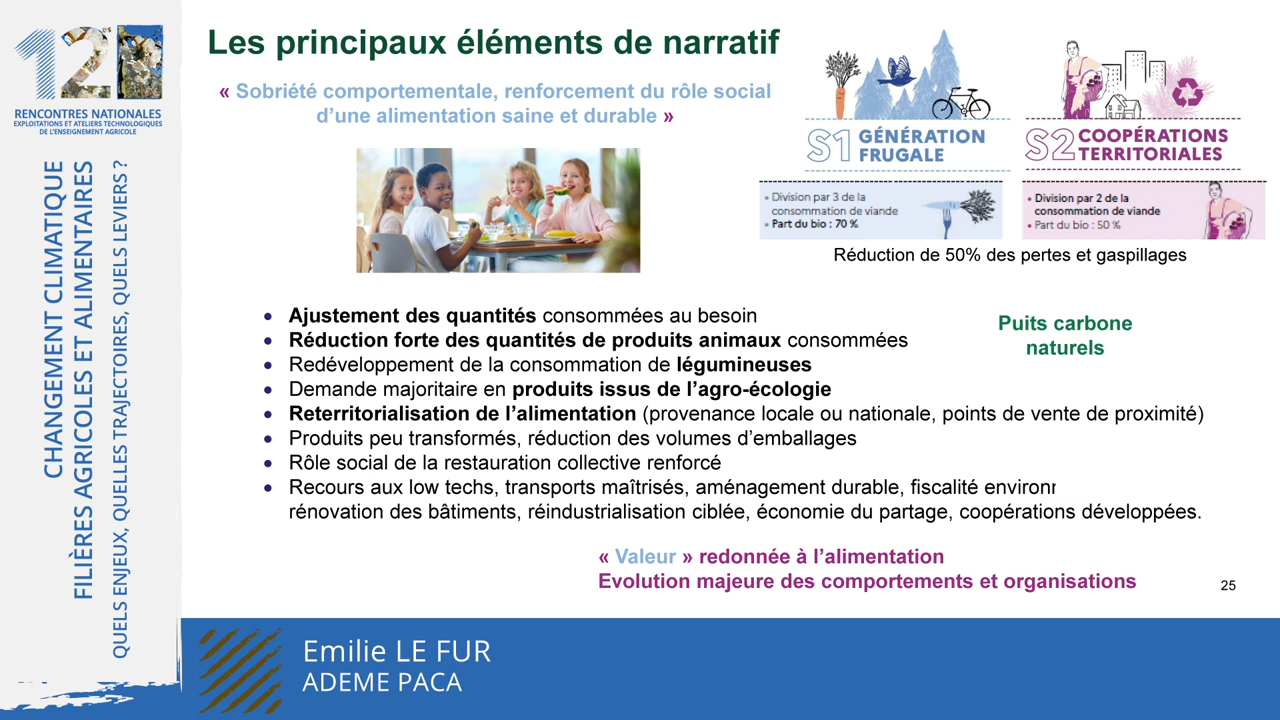 12
es
RENCONTRES NATIONALES
EXPLOITATIONS ET ATELIERS TECHNOLOGIQUES
DE L'ENSEIGNEMENT AGRICOLE
CHANGEMENT CLIMATIQUE
FILIÈRES AGRICOLES ET ALIMENTAIRES
QUELS ENJEUX, QUELLES TRAJECTOIRES, QUELS LEVIERS ?
Les principaux éléments de narratif
« Sobriété comportementale, renforcement du rôle social
d'une alimentation saine et durable »
S1 GÉNÉRATION
FRUGALE
• Division par 3 de la
consommation de viande
• Part du bio : 70 %
S2 COOPÉRATIONS
TERRITORIALES
• Division par 2 de la
consommation de viande
• Part du bio : 50 %
Réduction de 50% des pertes et gaspillages
• Ajustement des quantités consommées au besoin
• Réduction forte des quantités de produits animaux consommées
• Redéveloppement de la consommation de légumineuses
• Demande majoritaire en produits issus de l'agro-écologie
• Reterritorialisation de l'alimentation (provenance locale ou nationale, points de vente de proximité)
• Produits peu transformés, réduction des volumes d'emballages
• Rôle social de la restauration collective renforcé
• Recours aux low techs, transports maîtrisés, aménagement durable, fiscalité
rénovation des bâtiments, réindustrialisation ciblée, économie du partage, coopérations développées.
Puits carbone
naturels
« Valeur » redonnée à l'alimentation
Evolution majeure des comportements et organisations
25
Emilie LE FUR
ADEME PACA